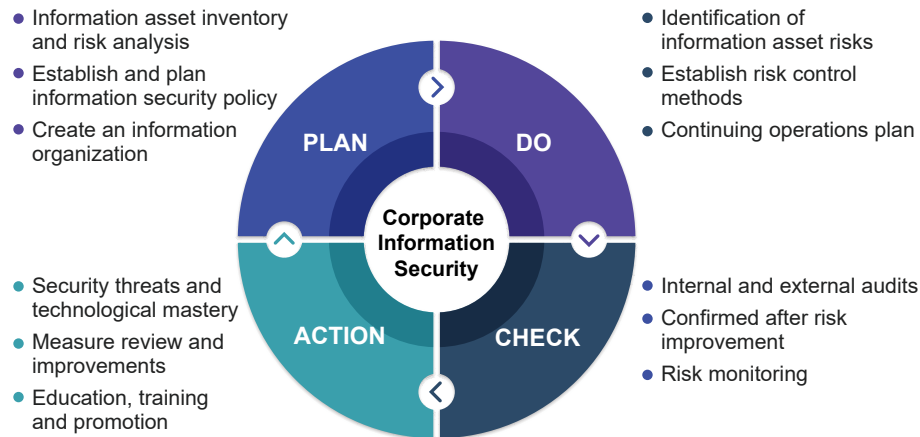 Information asset inventory
and risk analysis
Establish and plan
information security policy
Create an information
organization
Identification of
information asset risks
Establish risk control
methods
Continuing operations plan
PLAN
DO
Corporate
Information
Security
ACTION
CHECK
Security threats and
technological mastery
Measure review and
improvements
Education, training
and promotion
Internal and external audits
Confirmed after risk
improvement
Risk monitoring